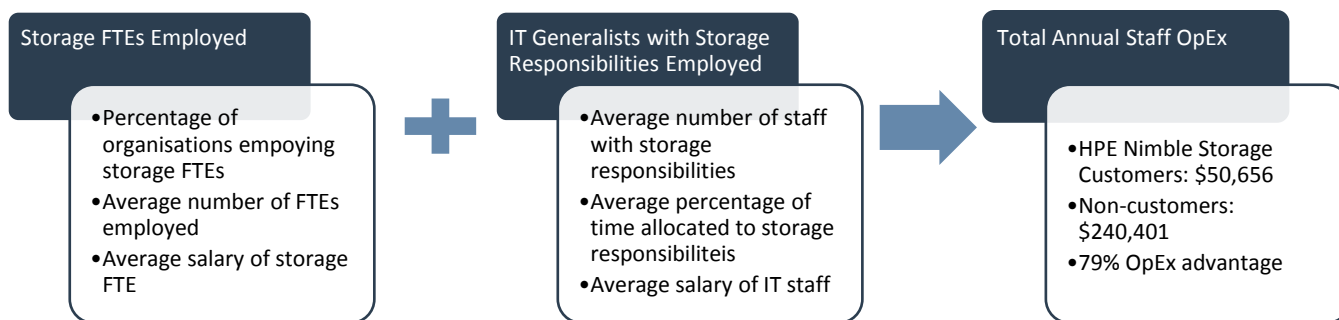 Storage FTEs Employed
•Percentage of
organisations empoying
storage FTEs
•Average number of FTEs
employed
•Average salary of storage
FTE
IT Generalists with Storage
Responsibilities Employed
•Average number of staff
with storage
responsibilities
•Average percentage of
time allocated to storage
responsibiliteis
•Average salary of IT staff
Total Annual Staff OpEx
•HPE Nimble Storage
Customers: $50,656
•Non-customers:
$240,401
•79% OpEx advantage